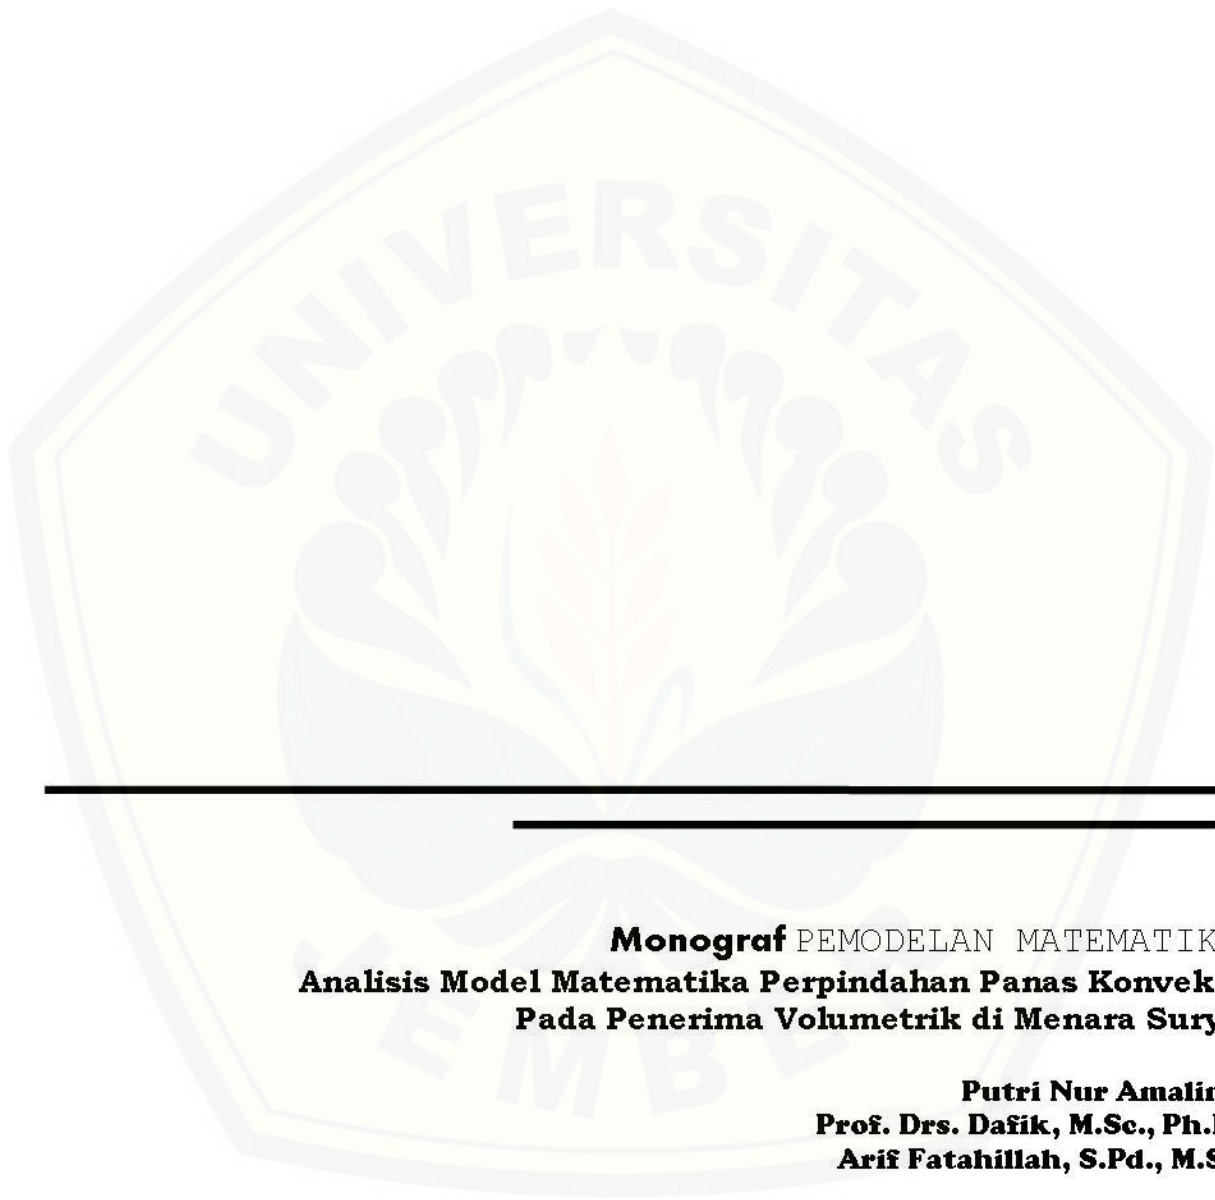 UNIVERSITAS
Monograf PEMODELAN MATEMATIK
Analisis Model Matematika Perpindahan Panas Konvek
Pada Penerima Volumetrik di Menara Sury
JEMBER
Putri Nur Amalin
Prof. Drs. Dafik, M.Sc., Ph.
Arif Fatahillah, S.Pd., M.S